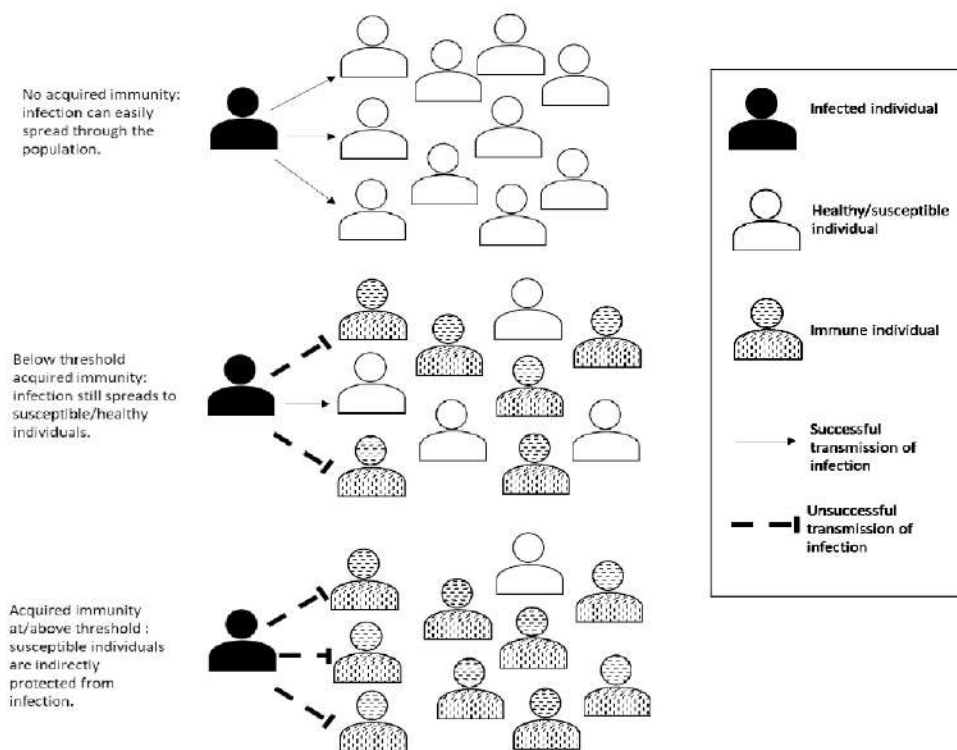 No acquired immunity:
infection can easily
spread through the
population.
Below threshold
acquired immunity:
infection still spreads to
susceptible/healthy
individuals.
Acquired immunity
at/above threshold :
susceptible individuals
are indirectly
protected from
infection.
Infected individual
Healthy/susceptible
individual
Immune individual
Successful
transmission of
infection
Unsuccessful
transmission of
infection